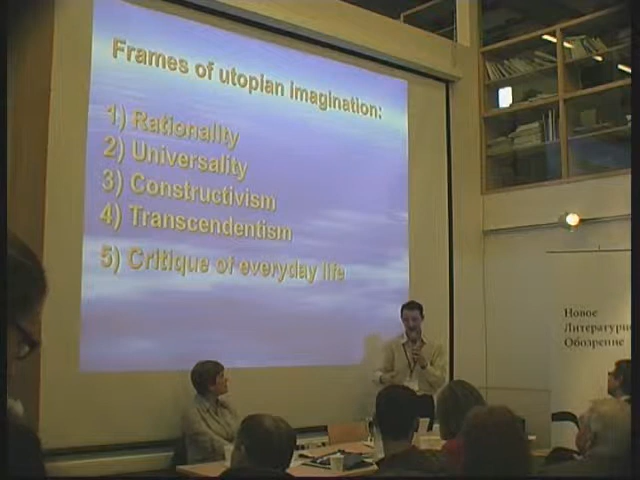 Frames of utopian imagination:
1) Rationality
2) Universality
3) Constructivism
4) Transcendentism
5) Critique of everyday life
Новое
Обозрение